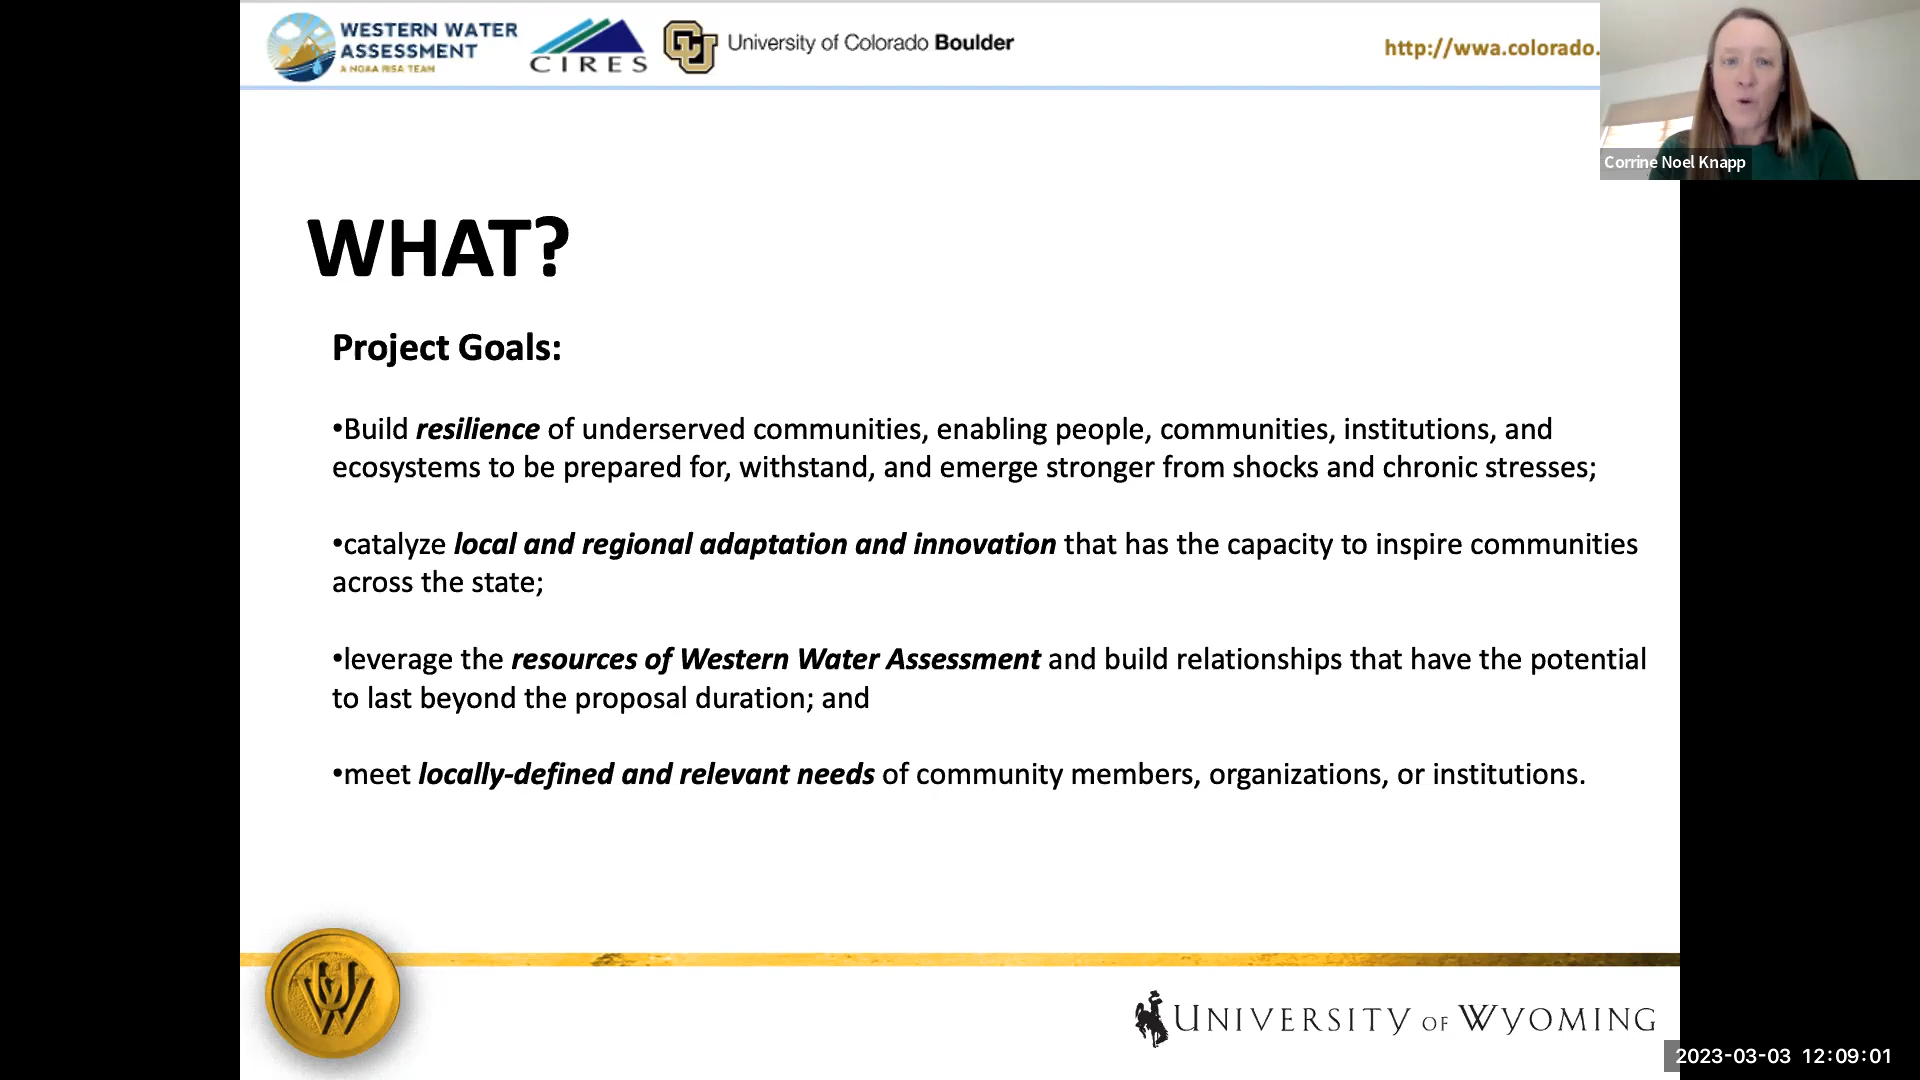 WESTERN WATER
ASSESSMENT
A NOAA RISA TEAM
CIRES
CU
University of Colorado Boulder
http://wwa.colorado.
Corrine Noel Knapp
WHAT?
Project Goals:
•Build resilience of underserved communities, enabling people, communities, institutions, and
ecosystems to be prepared for, withstand, and emerge stronger from shocks and chronic stresses;
•catalyze local and regional adaptation and innovation that has the capacity to inspire communities
across the state;
•leverage the resources of Western Water Assessment and build relationships that have the potential
to last beyond the proposal duration; and
•meet locally-defined and relevant needs of community members, organizations, or institutions.
UW
UNIVERSITY OF WYOMING
2023-03-03 12:09:01